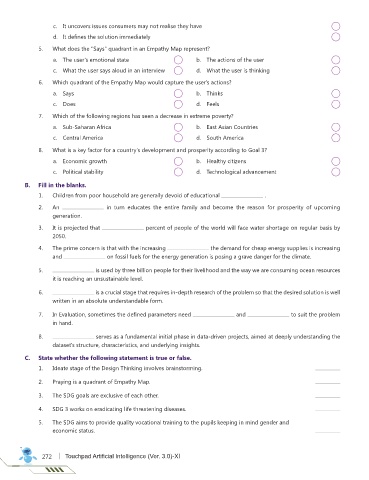 c. It uncovers issues consumers may not realise they have
d. It defines the solution immediately
5. What does the "Says" quadrant in an Empathy Map represent?
a. The user's emotional state b. The actions of the user
c. What the user says aloud in an interview d. What the user is thinking
6. Which quadrant of the Empathy Map would capture the user's actions?
a. Says b. Thinks
c. Does d. Feels
7. Which of the following regions has seen a decrease in extreme poverty?
a. Sub-Saharan Africa b. East Asian Countries
c. Central America d. South America
8. What is a key factor for a country's development and prosperity according to Goal 3?
a. Economic growth b. Healthy citizens
c. Political stability d. Technological advancement
B. Fill in the blanks.
1. Children from poor household are generally devoid of educational ____________ .
2. An ____________ in turn educates the entire family and become the reason for prosperity of upcoming
generation.
3. It is projected that ____________ percent of people of the world will face water shortage on regular basis by
2050.
4. The prime concern is that with the increasing ____________ the demand for cheap energy supplies is increasing
and ____________ on fossil fuels for the energy generation is posing a grave danger for the climate.
5. ____________ is used by three billion people for their livelihood and the way we are consuming ocean resources
it is reaching an unsustainable level.
6. ____________ is a crucial stage that requires in-depth research of the problem so that the desired solution is well
written in an absolute understandable form.
7. In Evaluation, sometimes the defined parameters need ____________ and ____________ to suit the problem
in hand.
8. ____________ serves as a fundamental initial phase in data-driven projects, aimed at deeply understanding the
dataset's structure, characteristics, and underlying insights.
C. State whether the following statement is true or false.
1. Ideate stage of the Design Thinking involves brainstorming. ________
2. Praying is a quadrant of Empathy Map. ________
3. The SDG goals are exclusive of each other. ________
4. SDG 3 works on eradicating life threatening diseases. ________
5. The SDG aims to provide quality vocational training to the pupils keeping in mind gender and
economic status. ________
272 | Touchpad Artificial Intelligence (Ver. 3.0)-XI